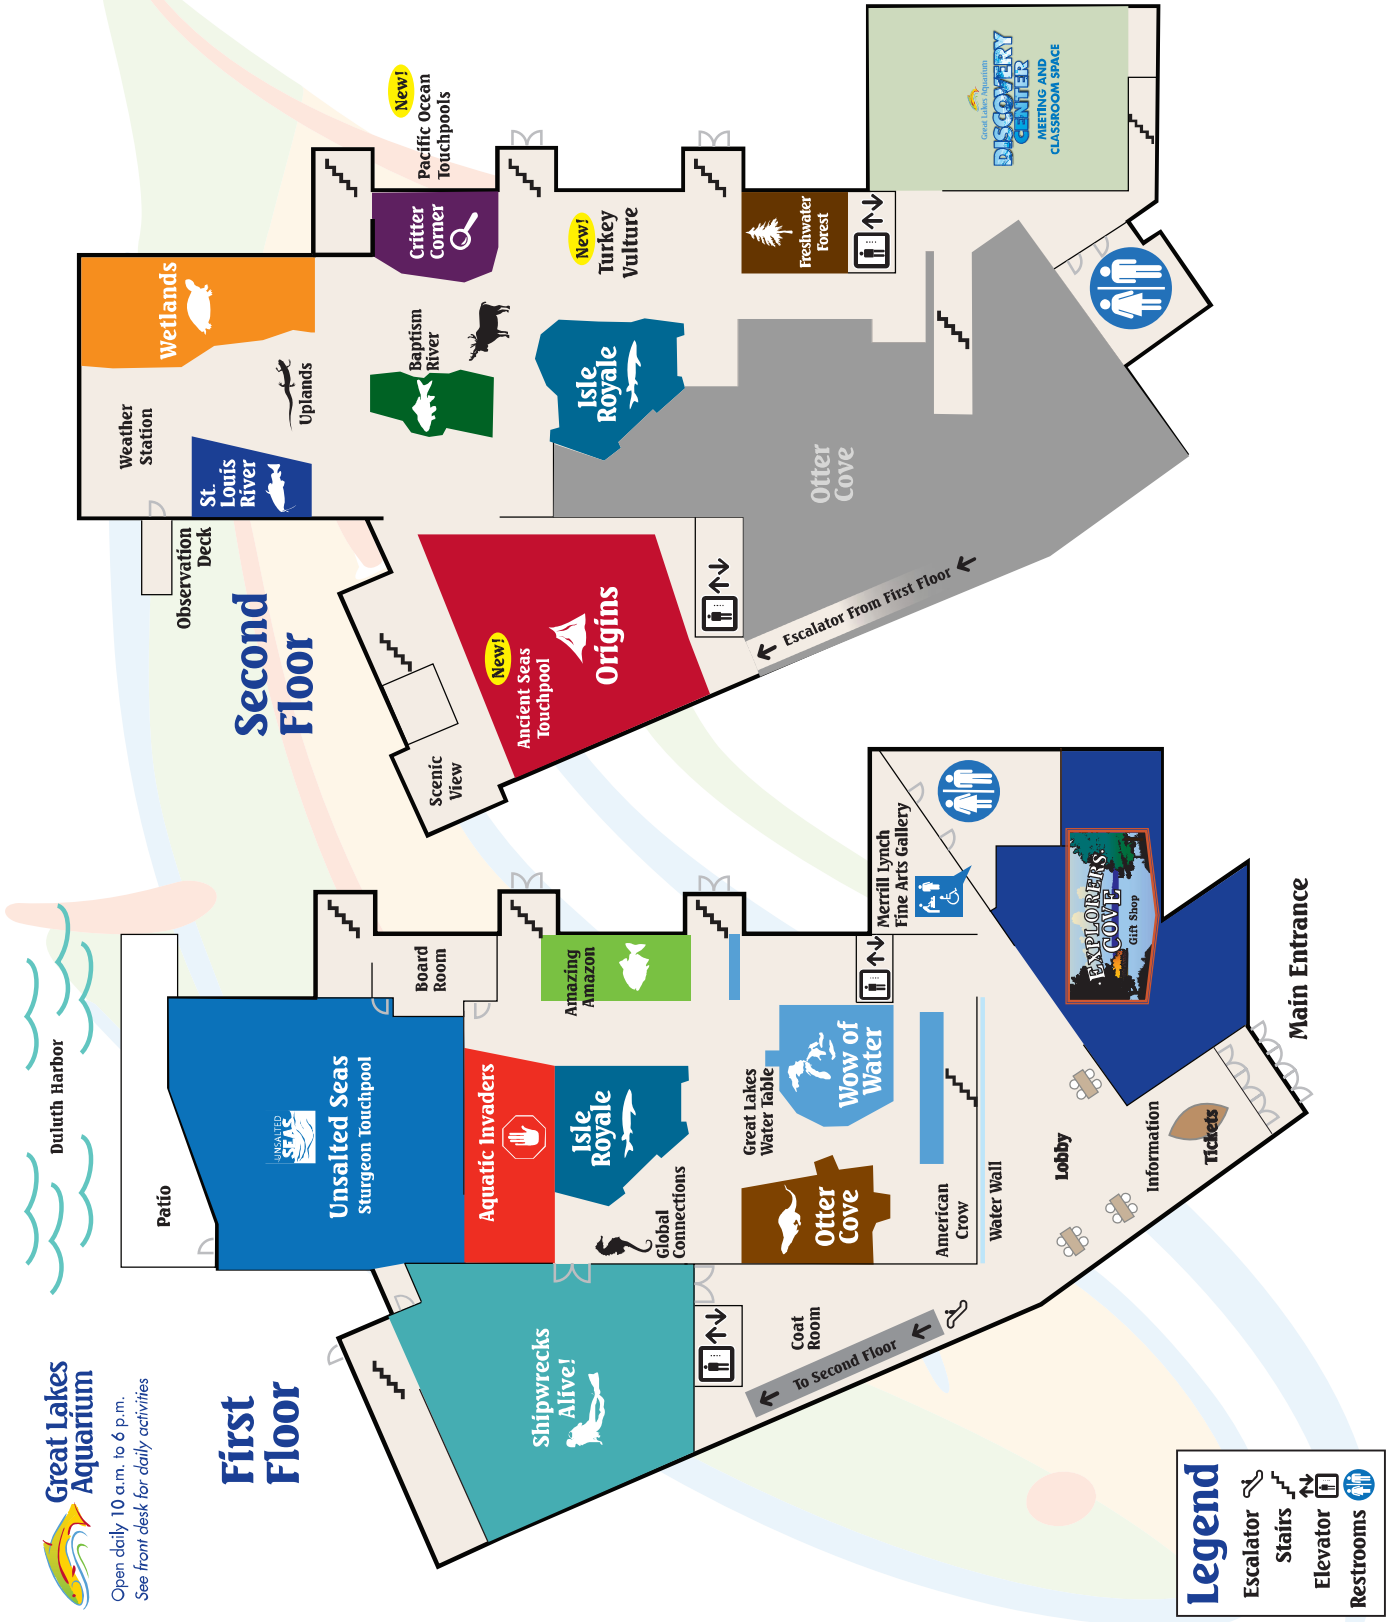 Great Lakes
Aquarium
Open daily 10 a.m. to 6 p.m.
See front desk for daily activities
First
Floor
Duluth Harbor
Patio
UNSALTED
SEAS
Unsalted Seas
Sturgeon Touchpool
Board
Room
Aquatic Invaders
Amazing
Amazon
Isle
Royale
Global
Connections
Shipwrecks
Alive!
Great Lakes
Water Table
Wow of
Water
Otter
Cove
Coat
Room
To Second Floor
American
Crow
Water Wall
Merrill Lynch
Fine Arts Gallery
EXPLORERS
COVE
Gift Shop
Lobby
Information
Tickets
Main Entrance
Second
Floor
Wetlands
Weather
Station
Observation
Deck
St.
Louis
River
Uplands
Critter
Corner
New!
Pacific Ocean
Touchpools
Baptism
River
New!
Turkey
Vulture
Isle
Royale
Scenic
View
New!
Ancient Seas
Touchpool
Origins
Freshwater
Forest
Otter
Cove
Escalator From First Floor
Great Lakes Aquarium
DISCOVERY
CENTER
MEETING AND
CLASSROOM SPACE
Legend
Escalator
Stairs
Elevator
Restrooms